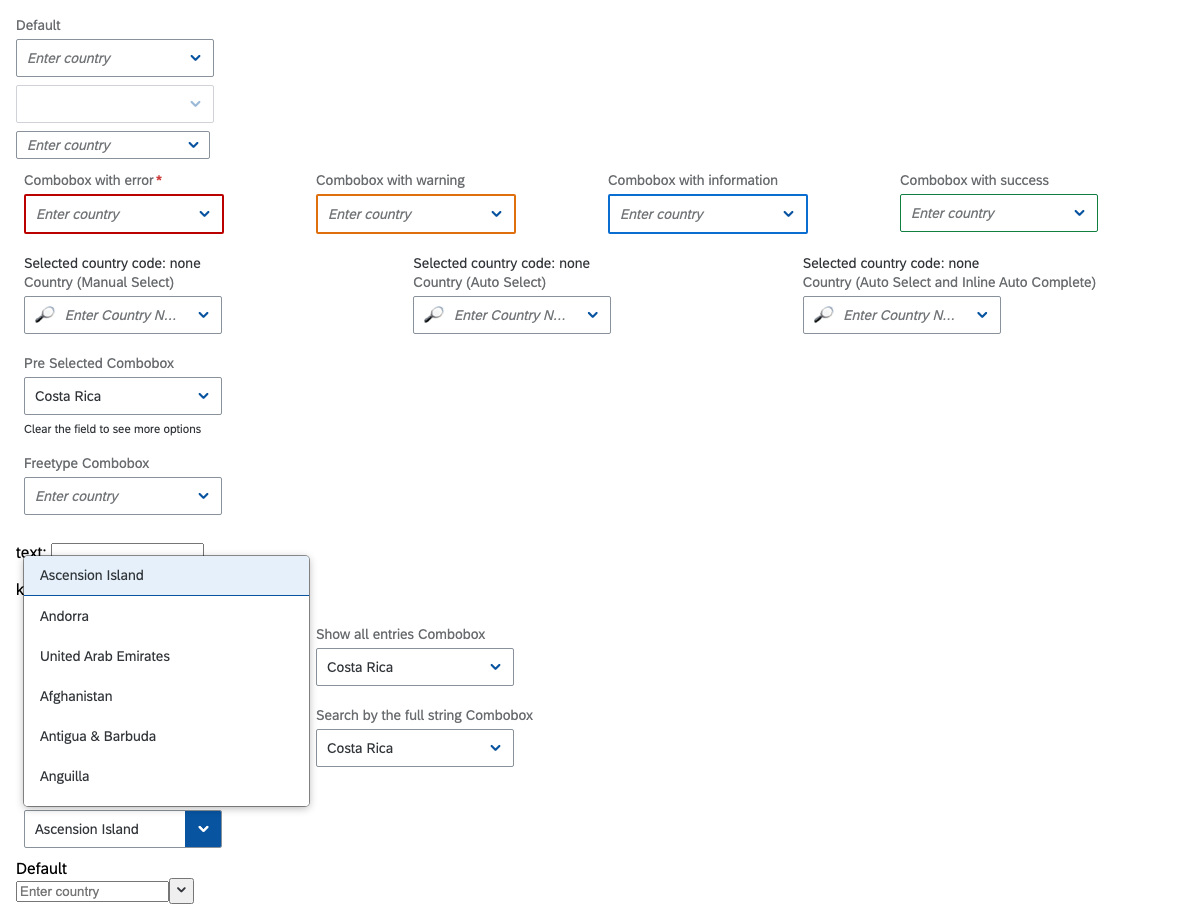 Default
Enter country
Enter country
Combobox with error*
Combobox with warning
Combobox with information
Combobox with success
Enter country
Enter country
Enter country
Enter country
Selected country code: none
Selected country code: none
Selected country code: none
Country (Manual Select)
Country (Auto Select)
Country (Auto Select and Inline Auto Complete)
Enter Country N...
Enter Country N...
Enter Country N...
Pre Selected Combobox
Costa Rica
Clear the field to see more options
Freetype Combobox
Enter country
text:
k
Ascension Island
Andorra
United Arab Emirates
Afghanistan
Antigua & Barbuda
Anguilla
Show all entries Combobox
Costa Rica
Search by the full string Combobox
Costa Rica
Ascension Island
Default
Enter country